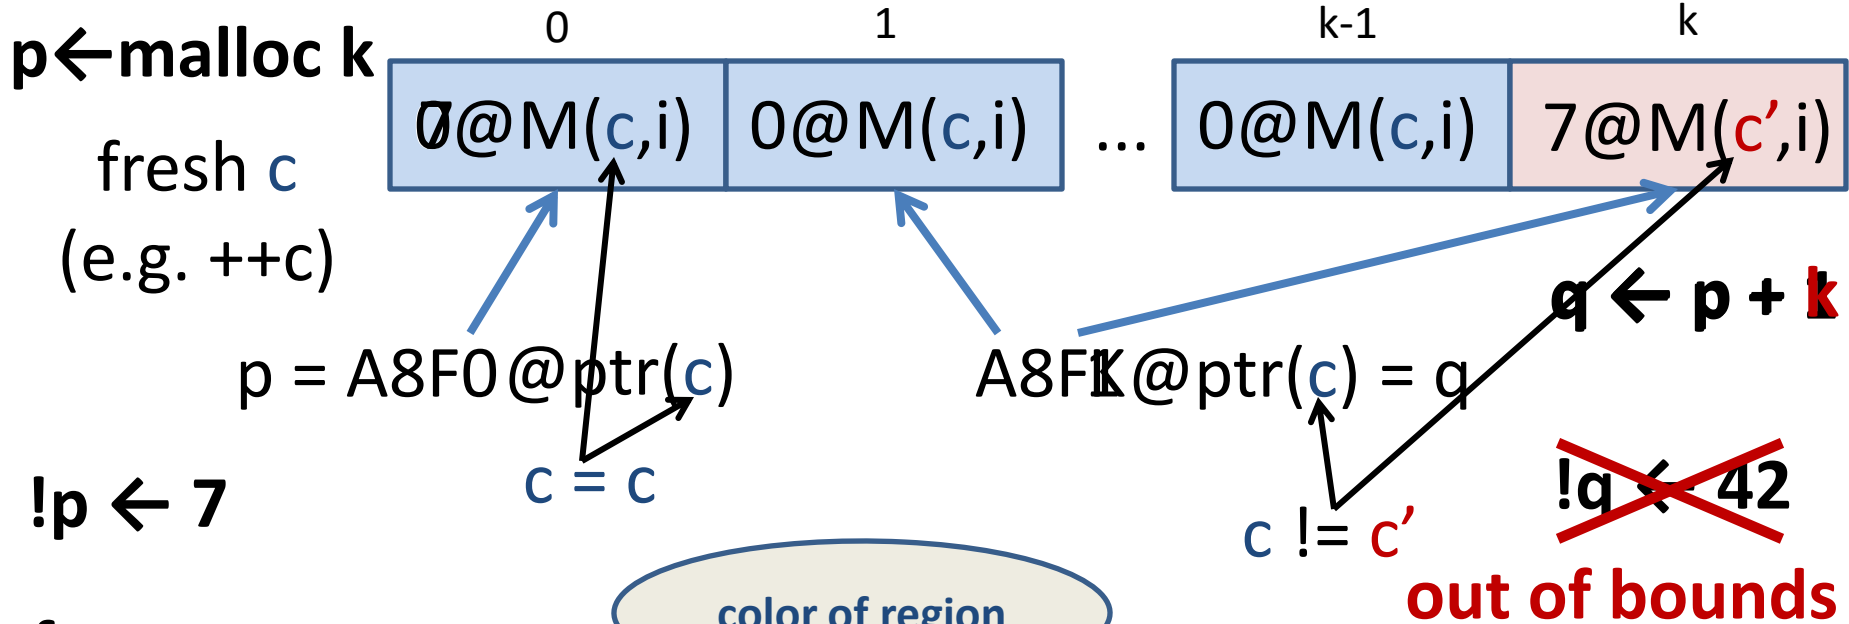 0 1 k-1 k
p←malloc k
0@M(c,i) 0@M(c,i) ... 0@M(c,i) 7@M(c’,i)
fresh c
(e.g. ++c)
q ← p + k
p = A8F0@ptr(c) A8FK@ptr(c) = q
c = c
!p ← 7
!q ← 42
c != c’
out of bounds
color of region